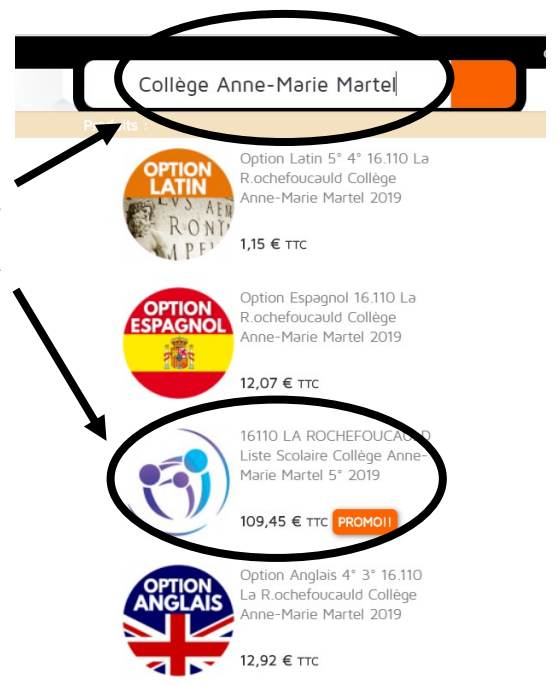 Collège Anne-Marie Martel
Produits :
OPTION
LATIN
Option Latin 5° 4° 16.110 La
R.ochefoucauld Collège
Anne-Marie Martel 2019
1,15 € TTC
OPTION
ESPAGNOL
Option Espagnol 16.110 La
R.ochefoucauld Collège
Anne-Marie Martel 2019
12,07 € TTC
16110 LA ROCHEFOUCAULD
Liste Scolaire Collège Anne-
Marie Martel 5° 2019
109,45 € TTC PROMO!!
OPTION
ANGLAIS
Option Anglais 4° 3° 16.110
La R.ochefoucauld Collège
Anne-Marie Martel 2019
12,92 € TTC